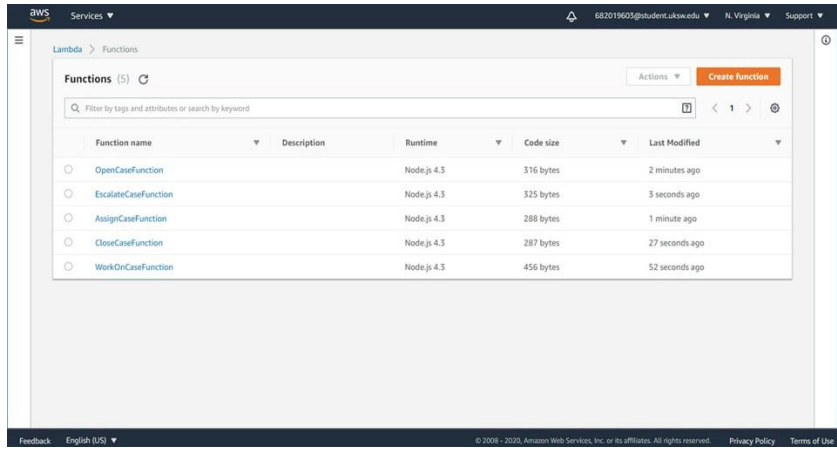 aws Services ▼ 682019603@student.uksw.edu ▼ N. Virginia ▼ Support ▼
Lambda > Functions
Functions (5) Actions ▼ Create function
Filter by tags and attributes or search by keyword ? < 1 >
Function name ▼ Description Runtime ▼ Code size ▼ Last Modified ▼
OpenCaseFunction Node.js 4.3 316 bytes 2 minutes ago
EscalateCaseFunction Node.js 4.3 325 bytes 3 seconds ago
AssignCaseFunction Node.js 4.3 288 bytes 1 minute ago
CloseCaseFunction Node.js 4.3 287 bytes 27 seconds ago
WorkOnCaseFunction Node.js 4.3 456 bytes 52 seconds ago
Feedback English (US) ▼ © 2008 - 2020, Amazon Web Services, Inc. or its affiliates. All rights reserved. Privacy Policy Terms of Use